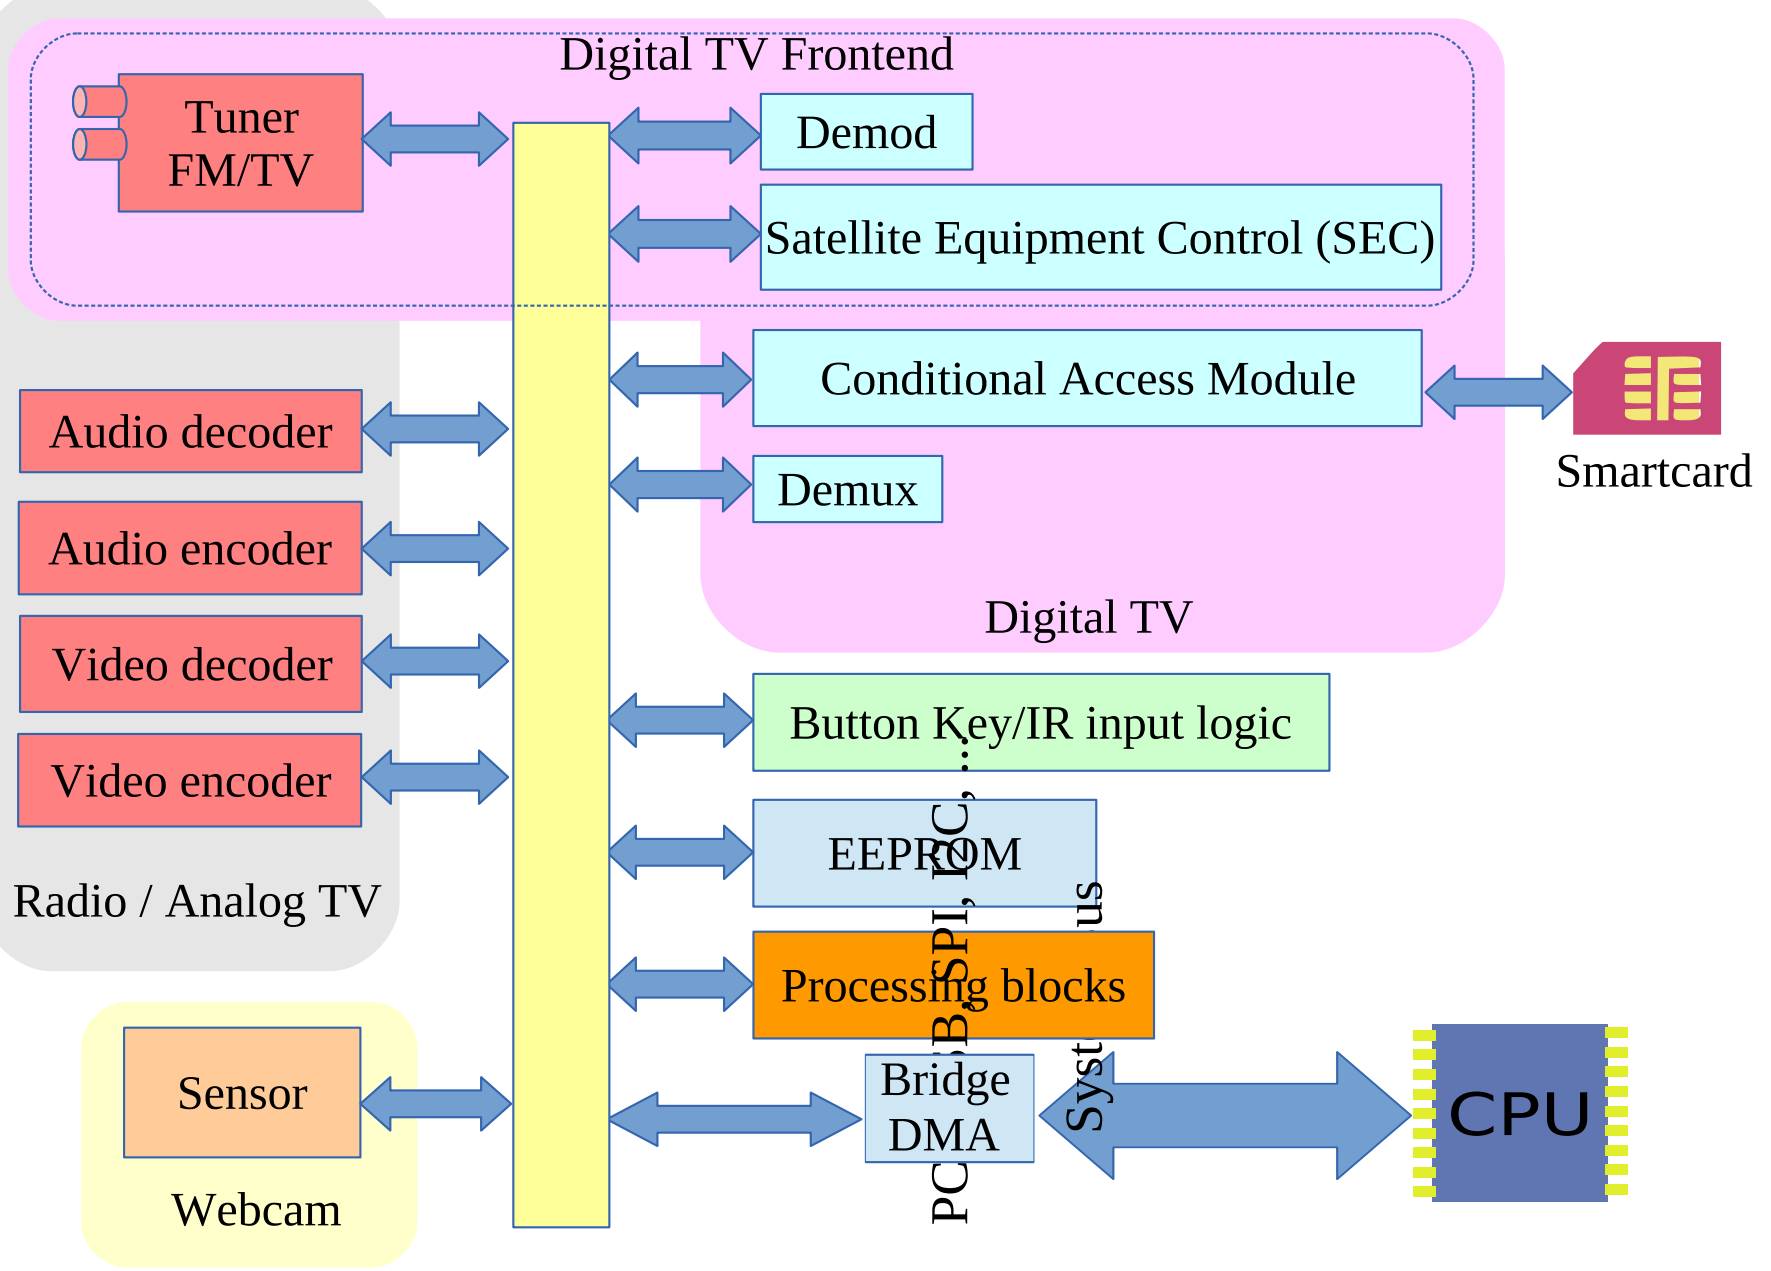 Digital TV Frontend
Tuner
FM/TV
Demod
Satellite Equipment Control (SEC)
Conditional Access Module
Smartcard
Audio decoder
Demux
Audio encoder
Digital TV
Video decoder
Button Key/IR input logic
Video encoder
EEPROM
Radio / Analog TV
Processing blocks
SPI, I2C, ...
Sensor
Bridge
DMA
CPU
Webcam